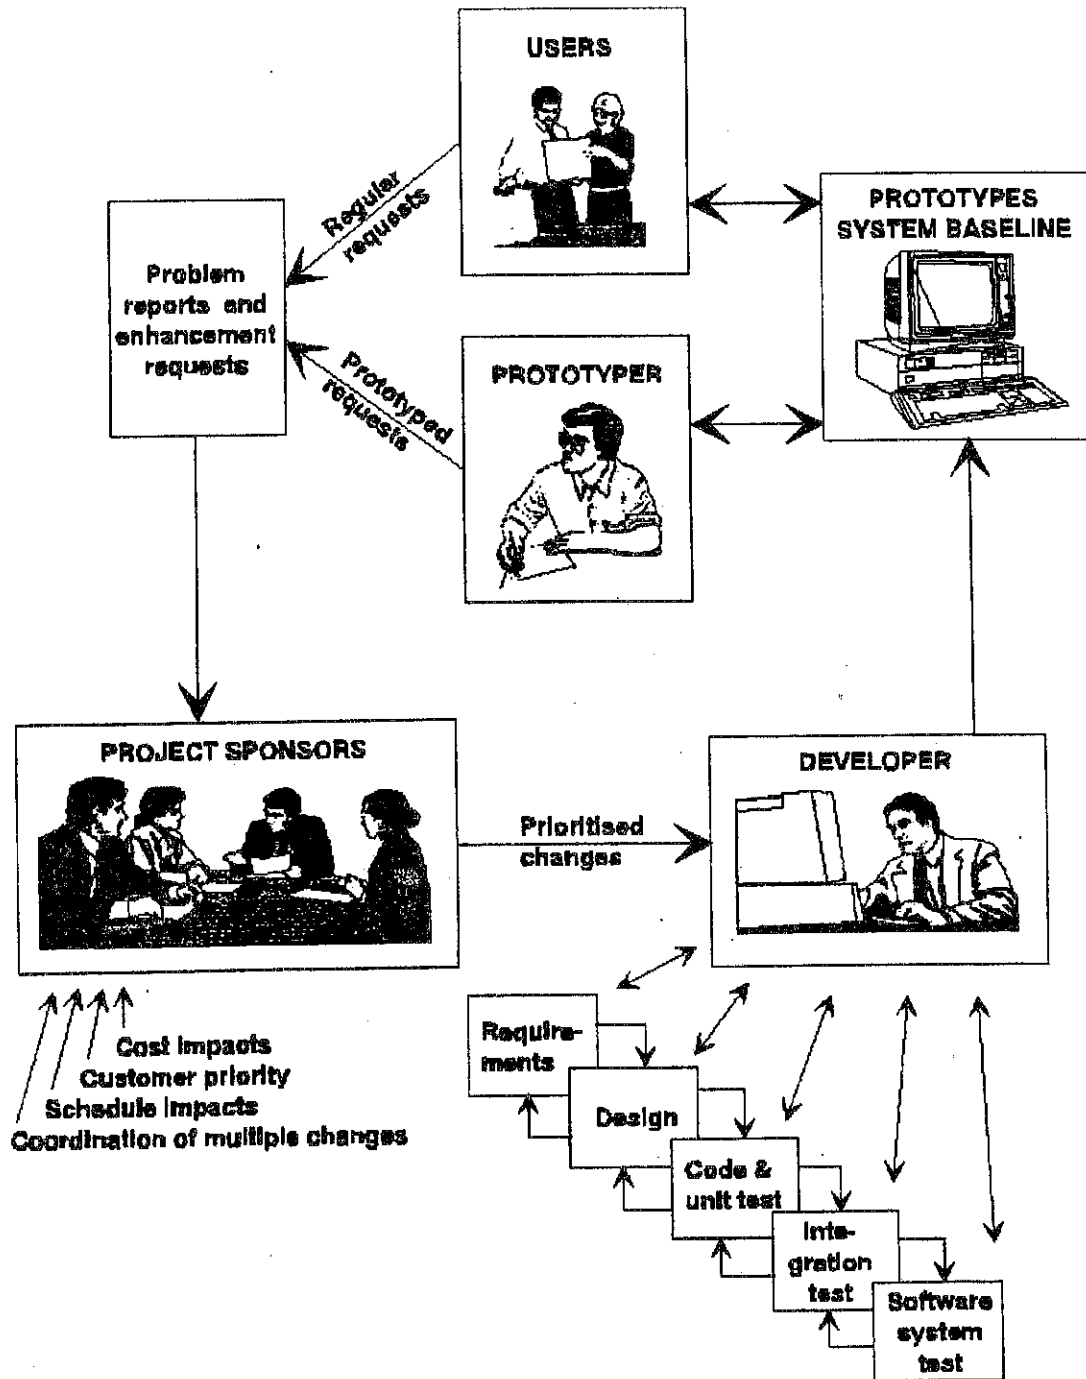 USERS
PROTOTYPES
SYSTEM BASELINE
Regular
requests
Problem
reports and
enhancement
requests
Prototyped
requests
PROTOTYPER
PROJECT SPONSORS
Prioritised
changes
DEVELOPER
Cost impacts
Customer priority
Schedule impacts
Coordination of multiple changes
Require-
ments
Design
Code &
unit test
Inte-
gration
test
Software
system
test